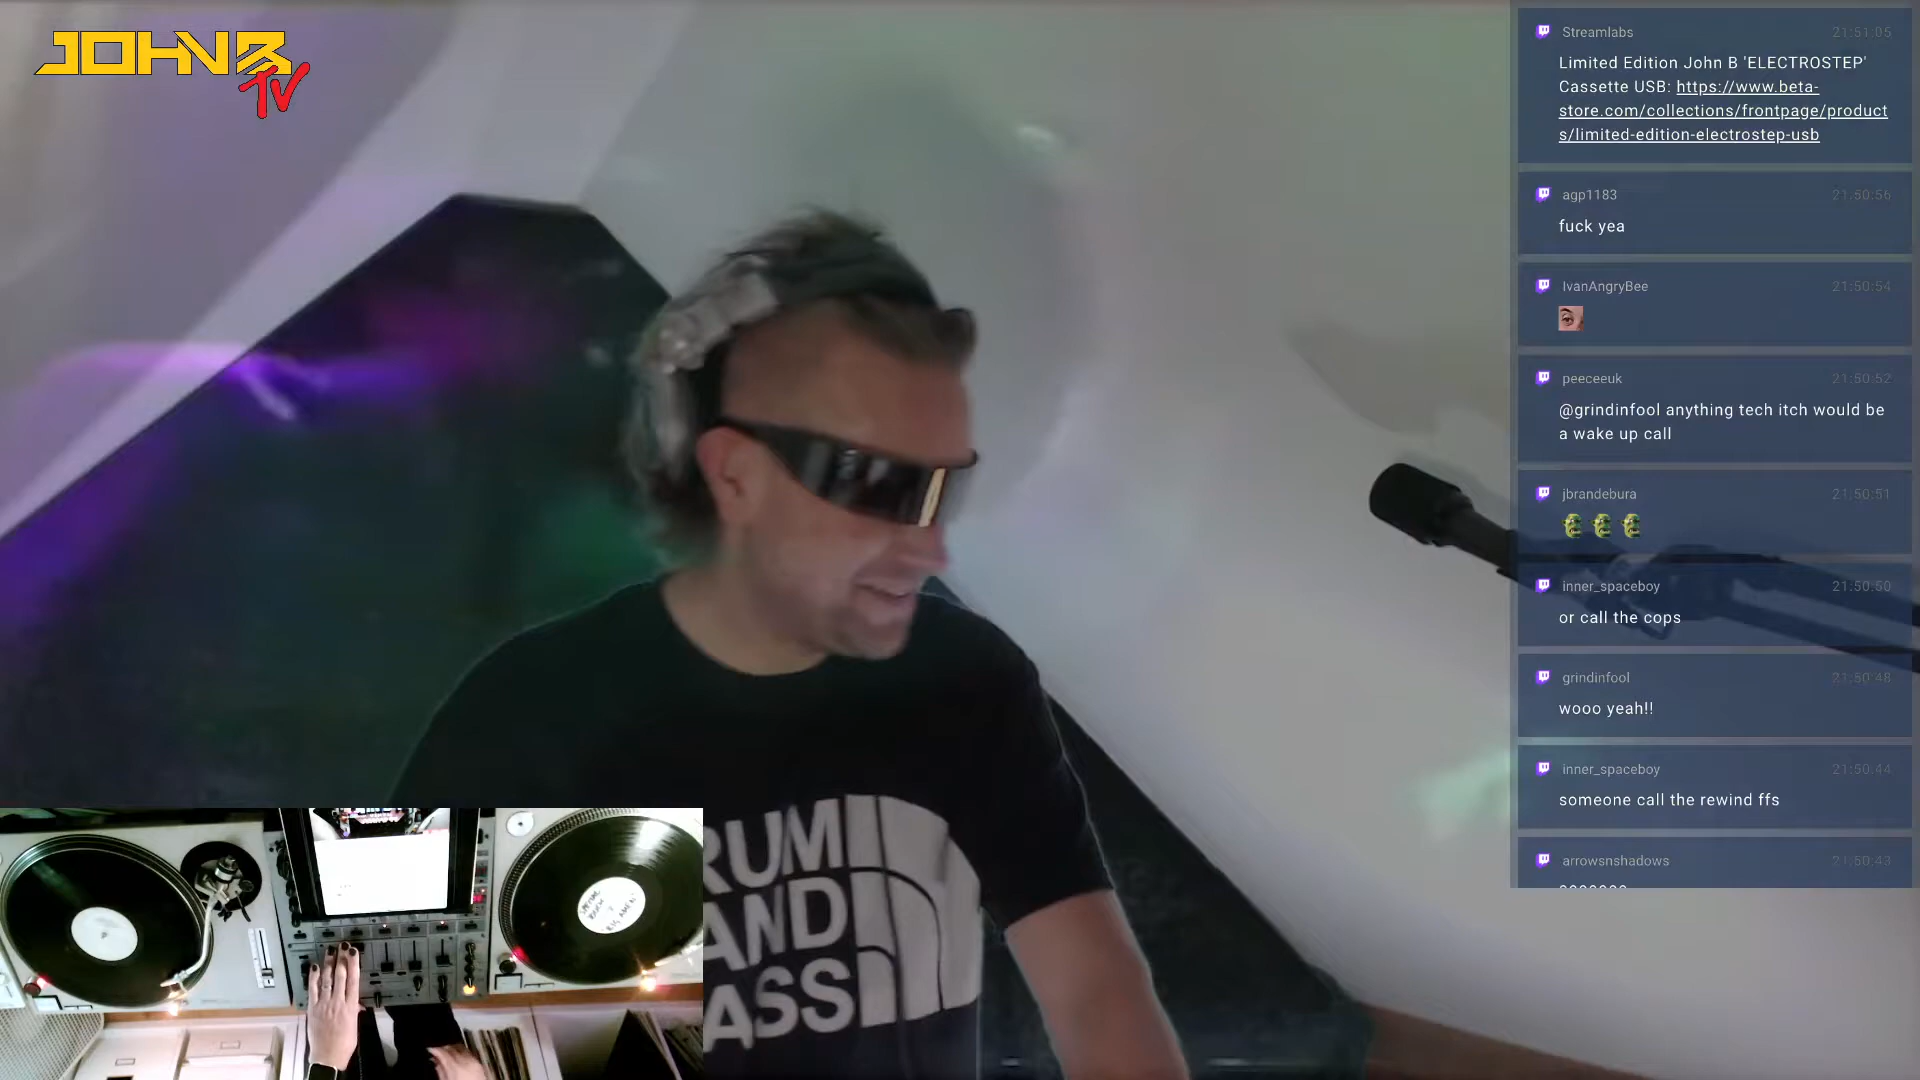 JOHN B
TV
Streamlabs 21:51:05
Limited Edition John B 'ELECTROSTEP'
Cassette USB: https://www.beta-
store.com/collections/frontpage/product
s/limited-edition-electrostep-usb
agp1183 21:50:56
fuck yea
IvanAngryBee 21:50:54
peeceeuk 21:50:52
@grindinfool anything tech itch would be
a wake up call
jbrandebura 21:50:51
inner_spaceboy 21:50:50
or call the cops
grindinfool 21:50:48
wooo yeah!!
inner_spaceboy 21:50:44
someone call the rewind ffs
arrowsnshadows 21:50:43
RUM
AND
ASS